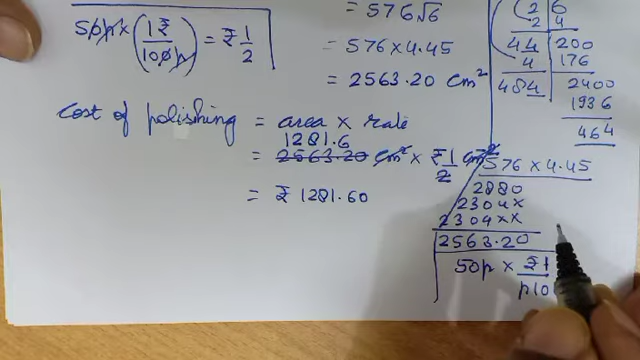 = 576√6
50p × (1₹/100p) = ₹ 1/2
= 576 × 4.45
= 2563.20 cm²
cost of polishing = area × rate
1281.6
= 2563.20 cm² × ₹1/2 cm²
= ₹ 1281.60
2 6
2 4
44 200
4 176
484 2400
1936
464
576 × 4.45
2880
2304×
2304××
2563.20
50p × ₹1
p10